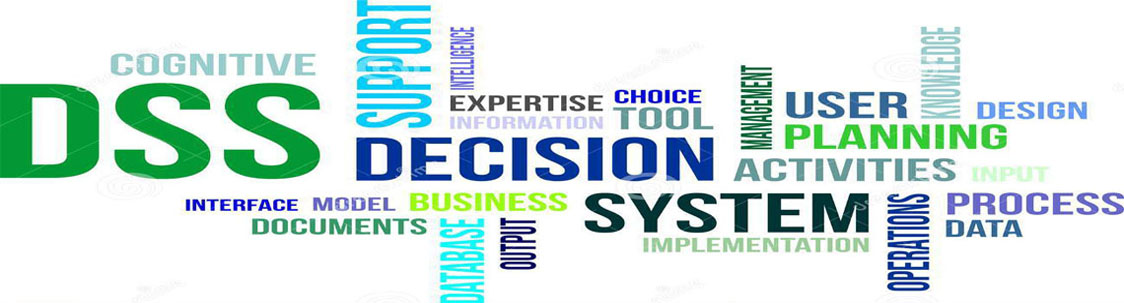 COGNITIVE
DSS
SUPPORT
INTELLIGENCE
EXPERTISE
CHOICE
INFORMATION
TOOL
DECISION
MANAGEMENT
USER
KNOWLEDGE
DESIGN
PLANNING
ACTIVITIES
INPUT
INTERFACE
MODEL
BUSINESS
DOCUMENTS
DATABASE
OUTPUT
SYSTEM
IMPLEMENTATION
OPERATIONS
PROCESS
DATA